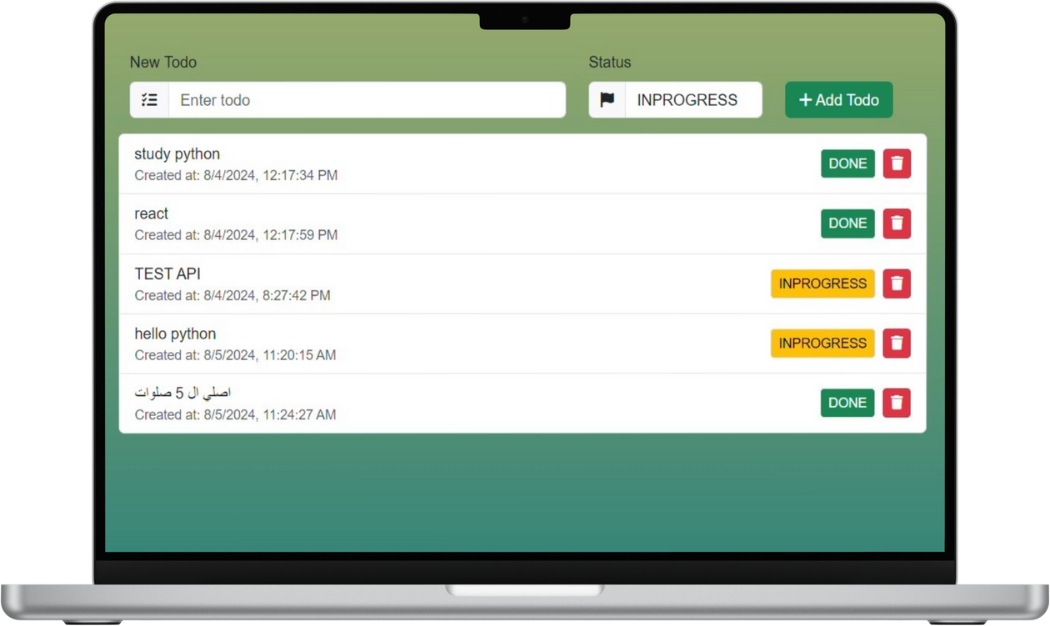 New Todo
Status
Enter todo
INPROGRESS
Add Todo
study python
Created at: 8/4/2024, 12:17:34 PM
DONE
react
Created at: 8/4/2024, 12:17:59 PM
DONE
TEST API
Created at: 8/4/2024, 8:27:42 PM
INPROGRESS
hello python
Created at: 8/5/2024, 11:20:15 AM
INPROGRESS
اصلي ال 5 صلوات
Created at: 8/5/2024, 11:24:27 AM
DONE